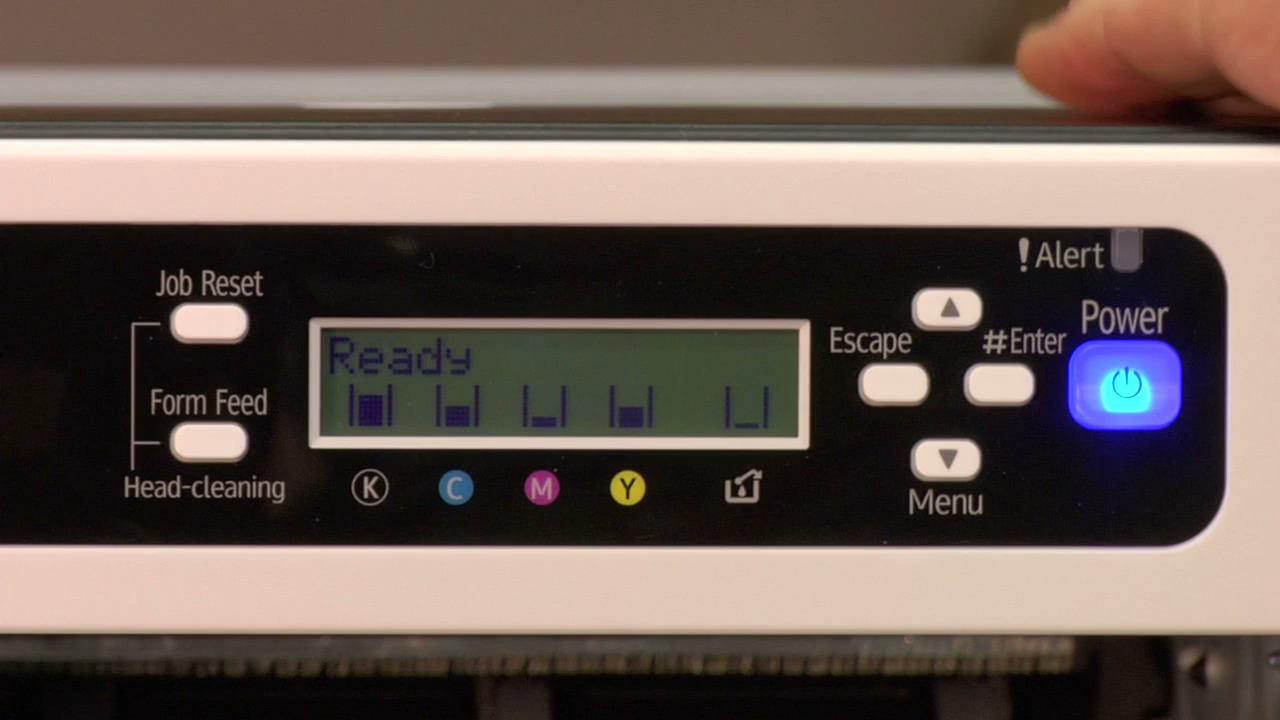 Job Reset
Form Feed
Head-cleaning
Ready
K C M Y
! Alert
Escape
#Enter
Power
Menu